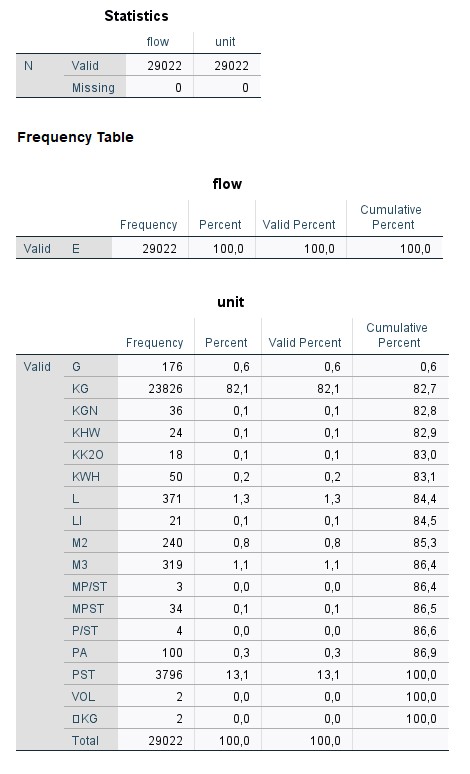 Statistics
flow unit
N Valid 29022 29022
Missing 0 0
Frequency Table
flow
Frequency Percent Valid Percent Cumulative Percent
Valid E 29022 100,0 100,0 100,0
unit
Frequency Percent Valid Percent Cumulative Percent
Valid G 176 0,6 0,6 0,6
KG 23826 82,1 82,1 82,7
KGN 36 0,1 0,1 82,8
KHW 24 0,1 0,1 82,9
KK2O 18 0,1 0,1 83,0
KWH 50 0,2 0,2 83,1
L 371 1,3 1,3 84,4
LI 21 0,1 0,1 84,5
M2 240 0,8 0,8 85,3
M3 319 1,1 1,1 86,4
MP/ST 3 0,0 0,0 86,4
MPST 34 0,1 0,1 86,5
P/ST 4 0,0 0,0 86,6
PA 100 0,3 0,3 86,9
PST 3796 13,1 13,1 100,0
VOL 2 0,0 0,0 100,0
□KG 2 0,0 0,0 100,0
Total 29022 100,0 100,0